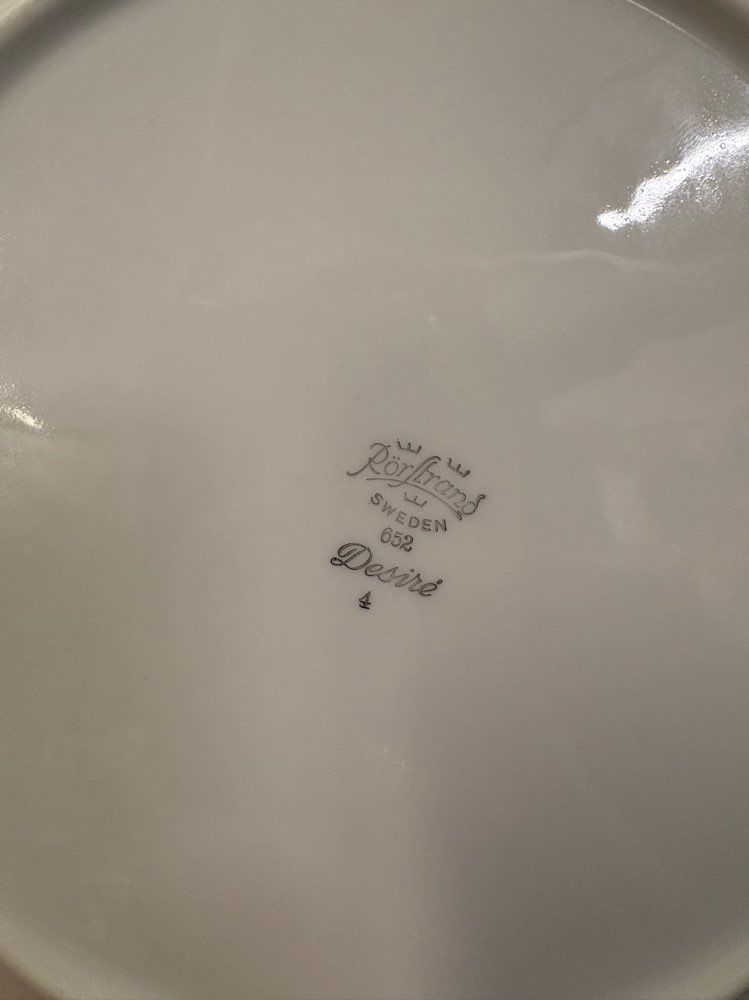 Rörstrand
SWEDEN
652
Desiré
4